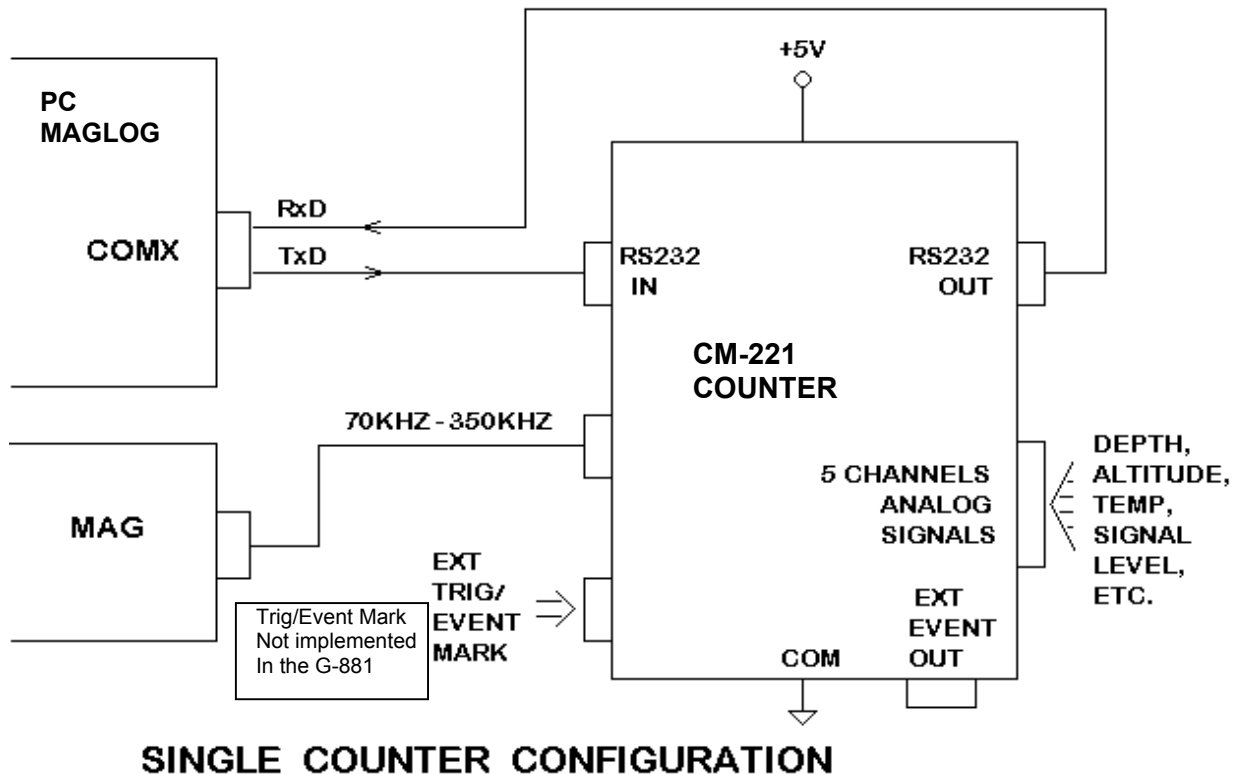 +5V
PC
MAGLOG
COMX
RxD
TxD
RS232
IN
RS232
OUT
CM-221
COUNTER
70KHZ - 350KHZ
MAG
5 CHANNELS
ANALOG
SIGNALS
DEPTH,
ALTITUDE,
TEMP,
SIGNAL
LEVEL,
ETC.
EXT
TRIG/
EVENT
MARK
Trig/Event Mark
Not implemented
In the G-881
COM
EXT
EVENT
OUT
SINGLE COUNTER CONFIGURATION